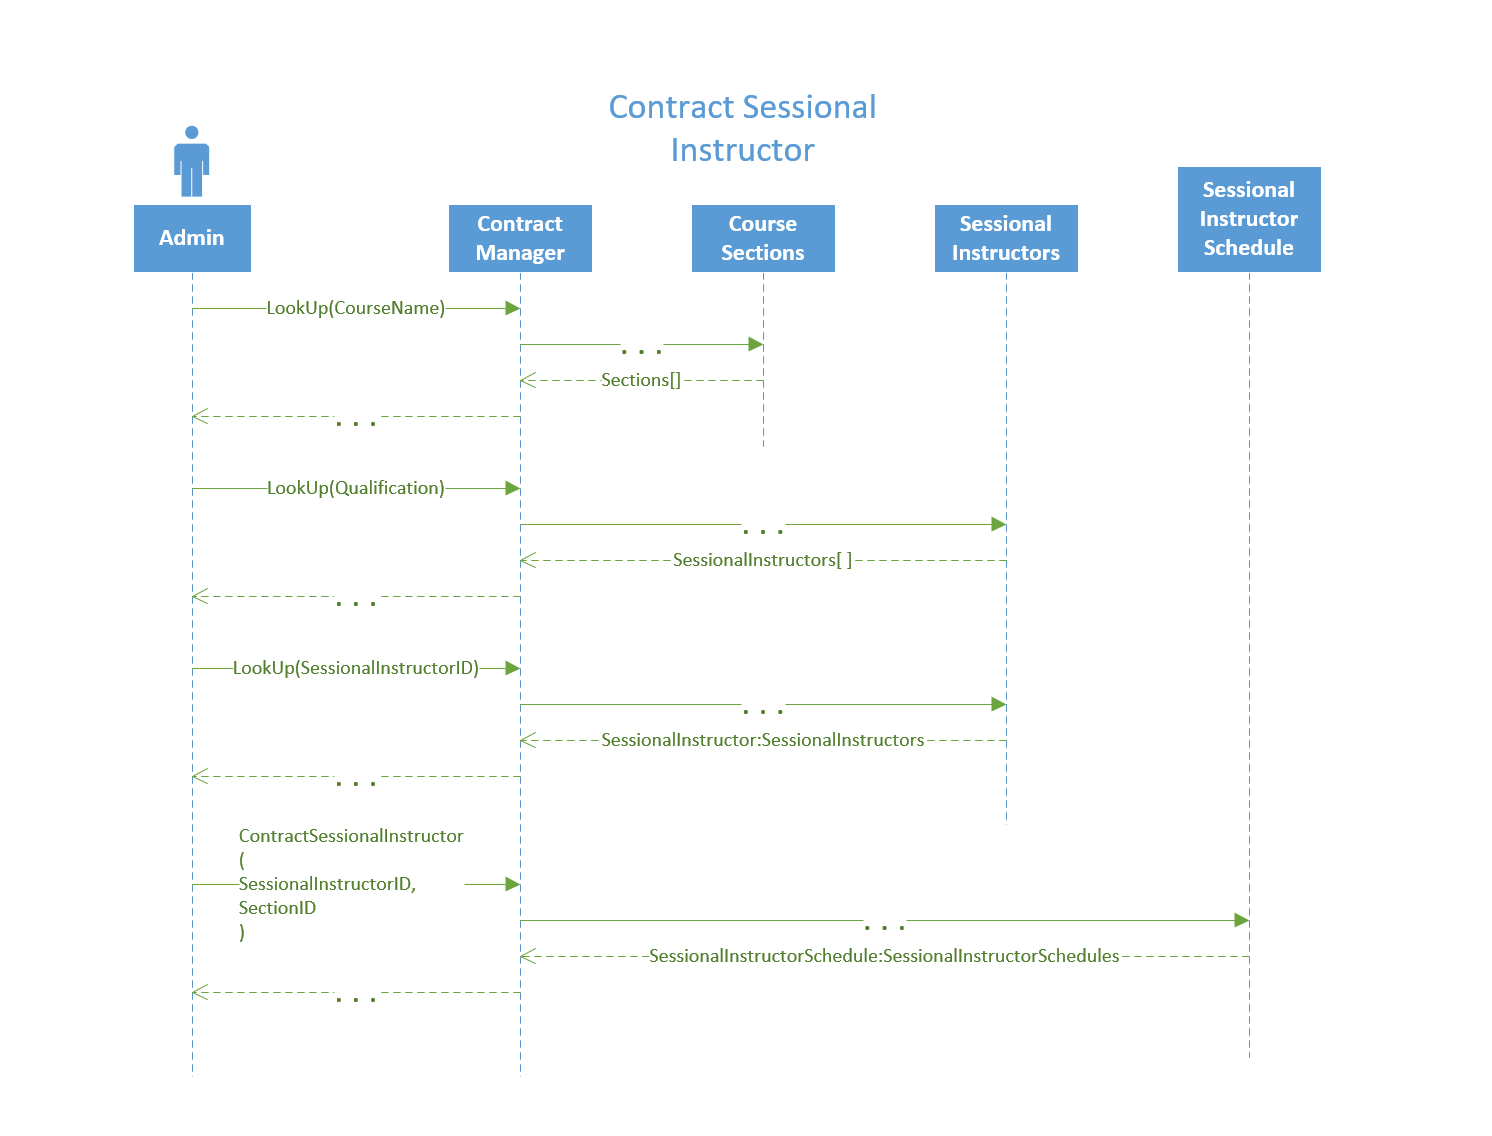 Contract Sessional
Instructor
Admin
Contract
Manager
Course
Sections
Sessional
Instructors
Sessional
Instructor
Schedule
LookUp(CourseName)
. . .
Sections[]
. . .
LookUp(Qualification)
. . .
SessionalInstructors[ ]
. . .
LookUp(SessionalInstructorID)
. . .
SessionalInstructor:SessionalInstructors
. . .
ContractSessionalInstructor
(
SessionalInstructorID,
SectionID
)
. . .
SessionalInstructorSchedule:SessionalInstructorSchedules
. . .